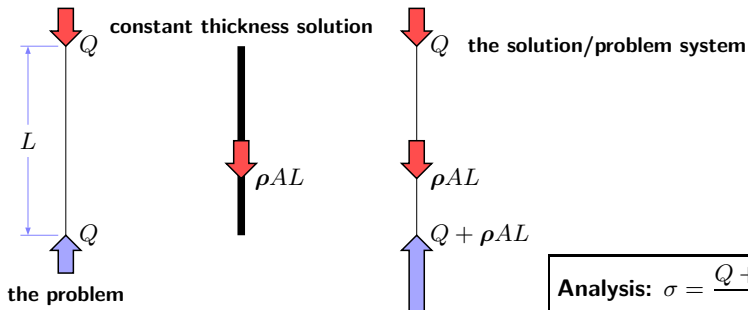 constant thickness solution
Q
Q the solution/problem system
L
ρAL
ρAL
Q
Q + ρAL
the problem
Analysis: σ = Q +